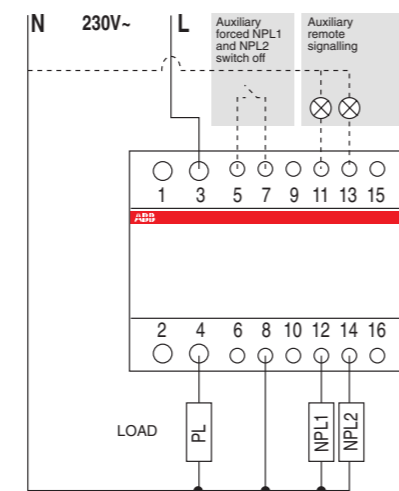 N 230V~ L
Auxiliary
forced NPL1
and NPL2
switch off
Auxiliary
remote
signalling
1 3 5 7 9 11 13 15
ABB
2 4 6 8 10 12 14 16
LOAD PL NPL1 NPL2